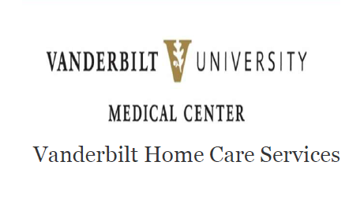 VANDERBILT V UNIVERSITY
MEDICAL CENTER
Vanderbilt Home Care Services